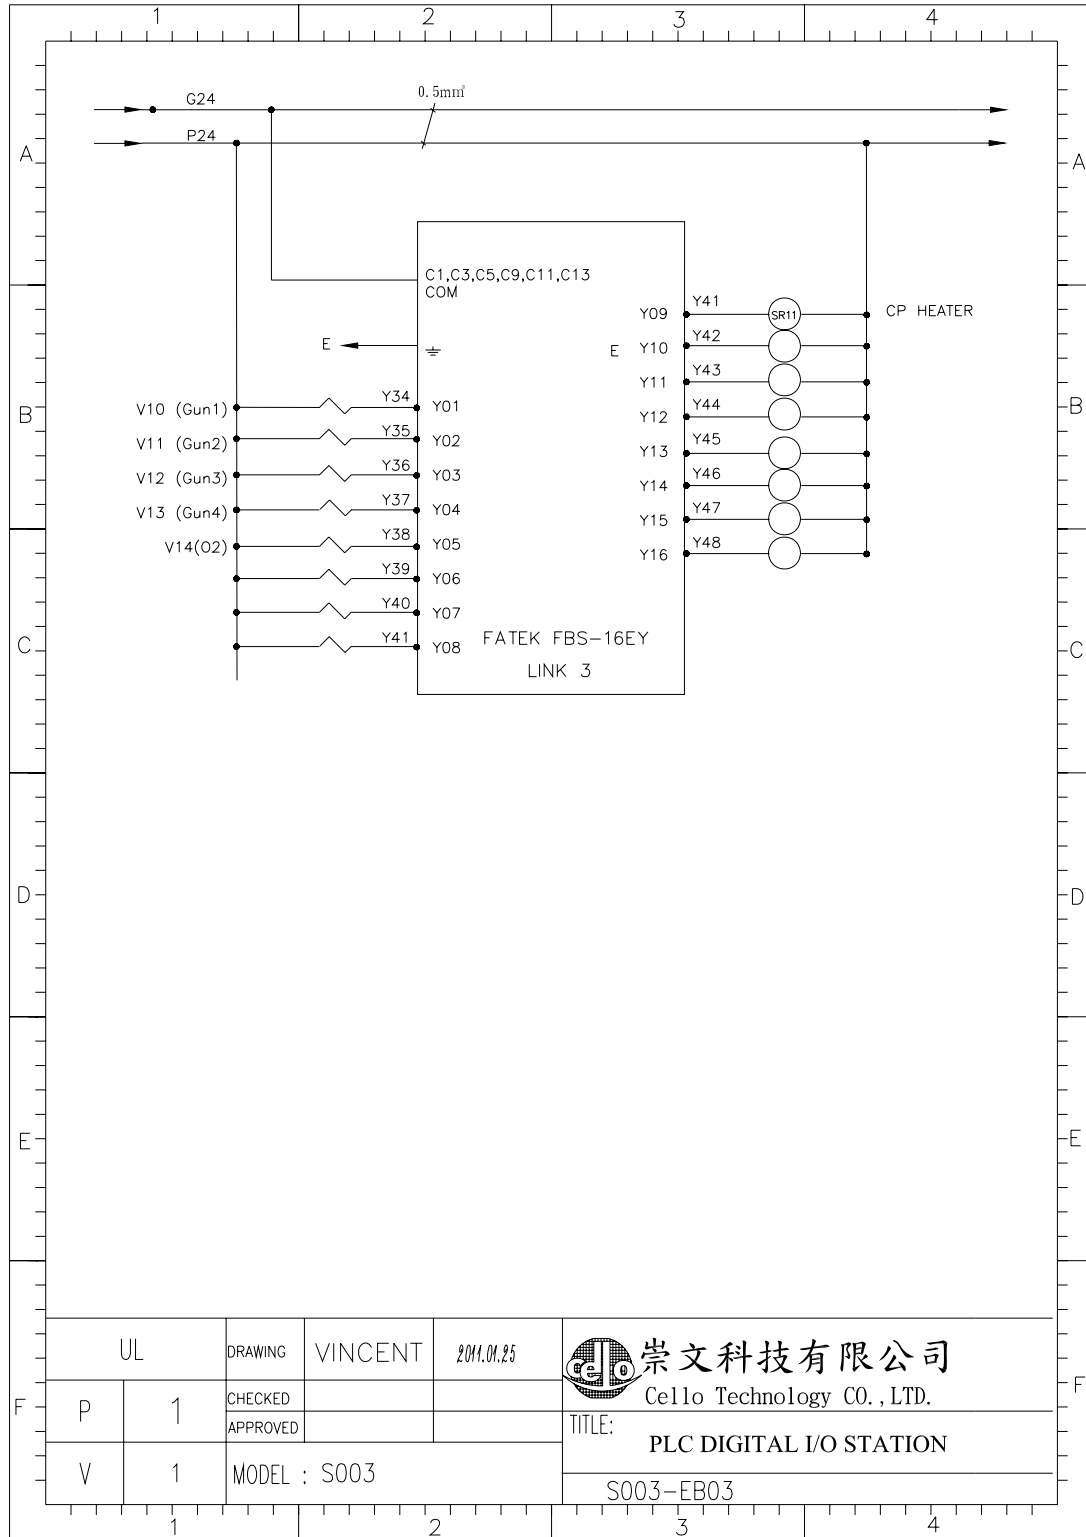 1 2 3 4
G24
0.5mm²
P24
A A
C1,C3,C5,C9,C11,C13
COM
Y09 Y41 SR11 CP HEATER
E
E Y10 Y42
Y11 Y43
V10 (Gun1) Y34 Y01
Y12 Y44
B B
V11 (Gun2) Y35 Y02
Y13 Y45
V12 (Gun3) Y36 Y03
Y14 Y46
V13 (Gun4) Y37 Y04
Y15 Y47
V14(O2) Y38 Y05
Y16 Y48
Y39 Y06
Y40 Y07
Y41 Y08
FATEK FBS-16EY
C C
LINK 3
D D
E E
UL DRAWING VINCENT 2011.01.25
cello
崇文科技有限公司
Cello Technology CO.,LTD.
F F
P 1 CHECKED
APPROVED
TITLE:
PLC DIGITAL I/O STATION
V 1 MODEL : S003
S003-EB03
1 2 3 4